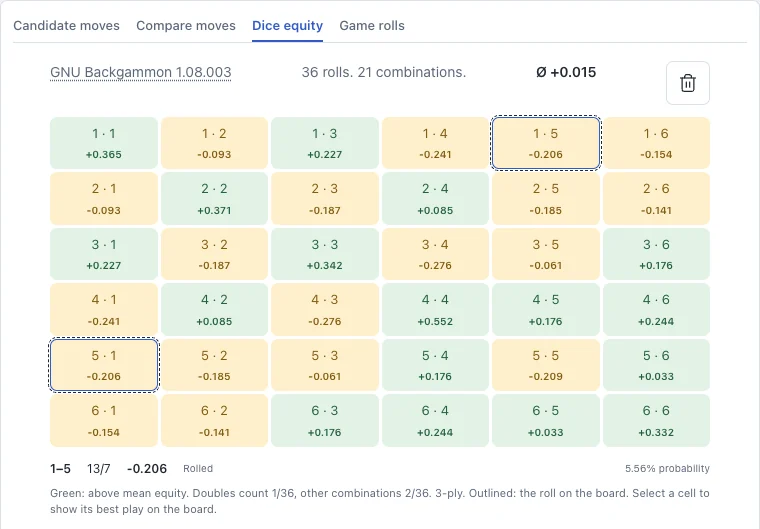 Candidate moves Compare moves Dice equity Game rolls
GNU Backgammon 1.08.003 36 rolls. 21 combinations. Ø +0.015
1 · 1 1 · 2 1 · 3 1 · 4 1 · 5 1 · 6
+0.365 -0.093 +0.227 -0.241 -0.206 -0.154
2 · 1 2 · 2 2 · 3 2 · 4 2 · 5 2 · 6
-0.093 +0.371 -0.187 +0.085 -0.185 -0.141
3 · 1 3 · 2 3 · 3 3 · 4 3 · 5 3 · 6
+0.227 -0.187 +0.342 -0.276 -0.061 +0.176
4 · 1 4 · 2 4 · 3 4 · 4 4 · 5 4 · 6
-0.241 +0.085 -0.276 +0.552 +0.176 +0.244
5 · 1 5 · 2 5 · 3 5 · 4 5 · 5 5 · 6
-0.206 -0.185 -0.061 +0.176 -0.209 +0.033
6 · 1 6 · 2 6 · 3 6 · 4 6 · 5 6 · 6
-0.154 -0.141 +0.176 +0.244 +0.033 +0.332
1–5 13/7 -0.206 Rolled 5.56% probability
Green: above mean equity. Doubles count 1/36, other combinations 2/36. 3-ply. Outlined: the roll on the board. Select a cell to
show its best play on the board.